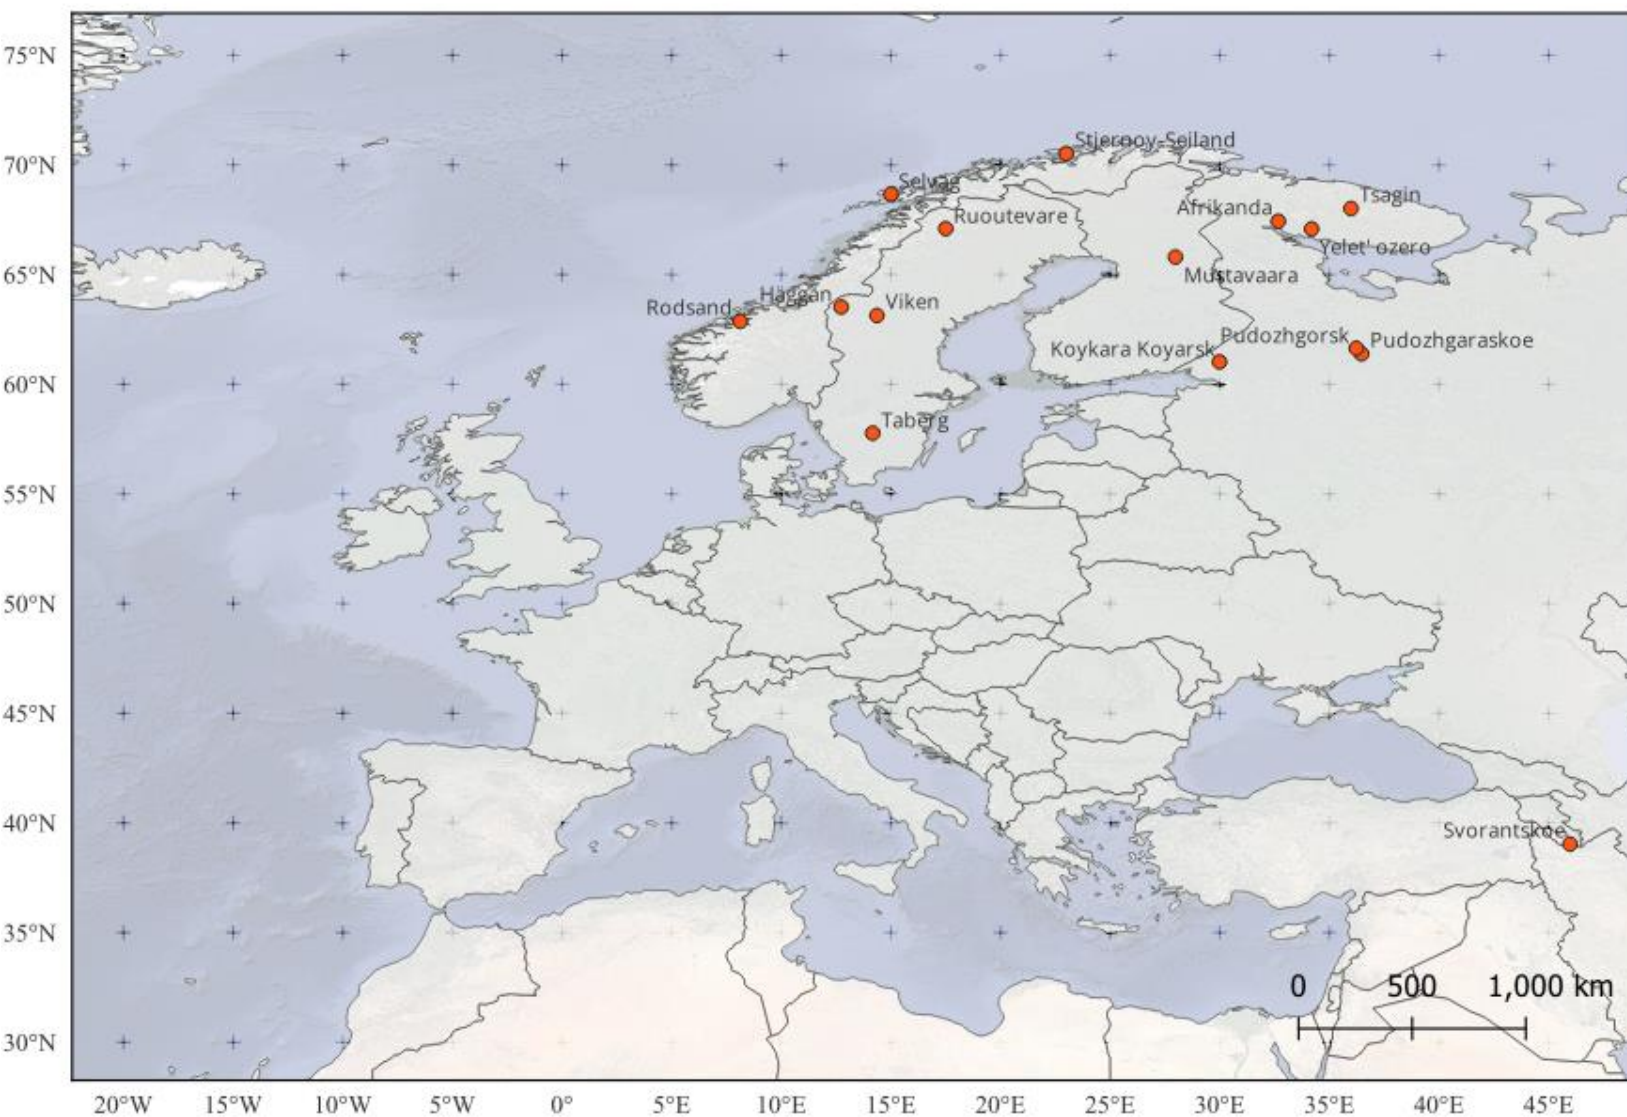 75°N
Stjernoy-Seiland
70°N
Selvag
Tsagin
Ruoutevare
Afrikanda
Yelet' ozero
65°N
Mustavaara
Häggån
Viken
Rodsand
Pudozhgorsk
Pudozhgaraskoe
Koykara Koyarsk
60°N
Taberg
55°N
50°N
45°N
40°N
Svorantskoe
35°N
0 500 1,000 km
30°N
20°W 15°W 10°W 5°W 0° 5°E 10°E 15°E 20°E 25°E 30°E 35°E 40°E 45°E